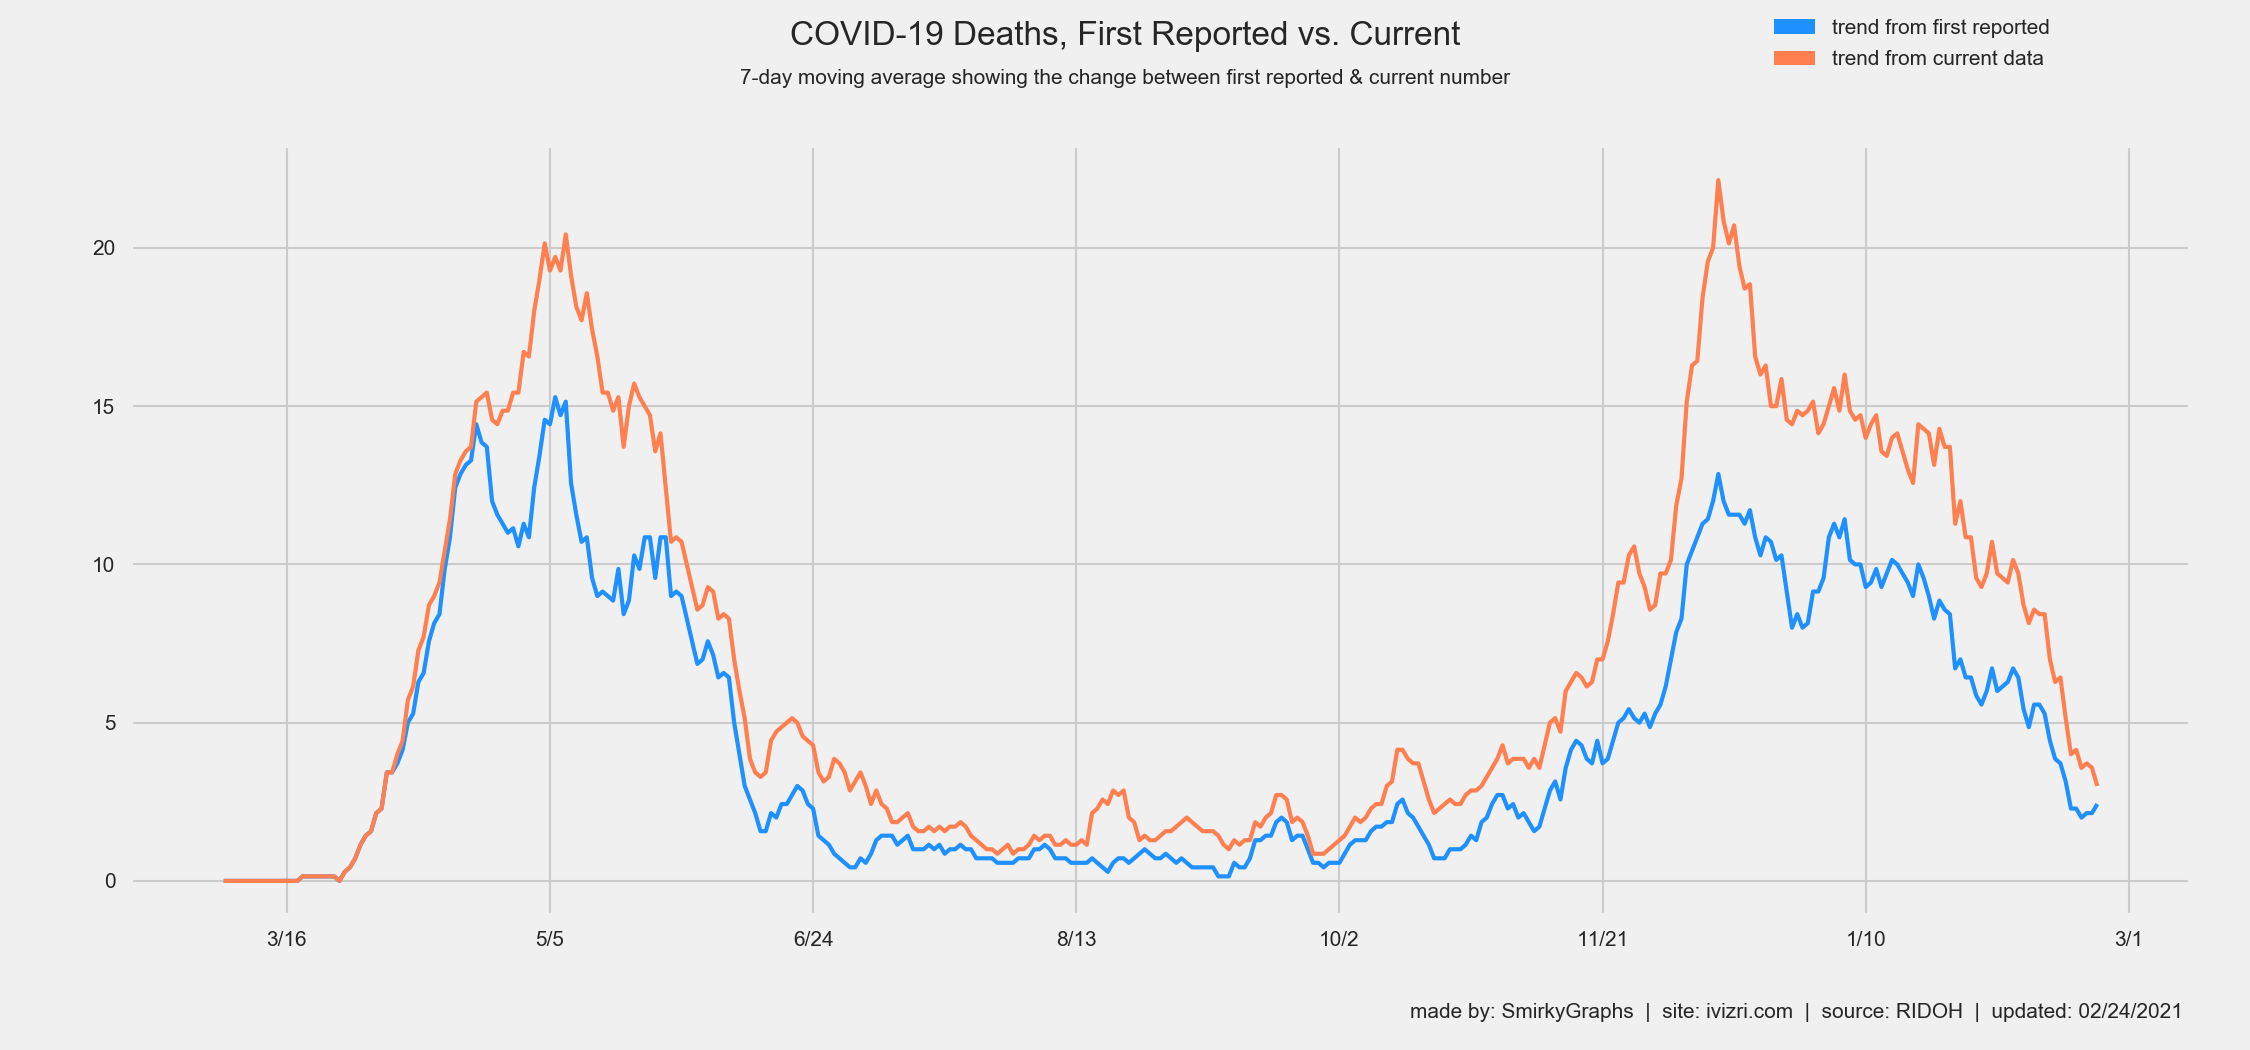 COVID-19 Deaths, First Reported vs. Current
7-day moving average showing the change between first reported & current number
trend from first reported
trend from current data
20
15
10
5
0
3/16 5/5 6/24 8/13 10/2 11/21 1/10 3/1
made by: SmirkyGraphs | site: ivizri.com | source: RIDOH | updated: 02/24/2021